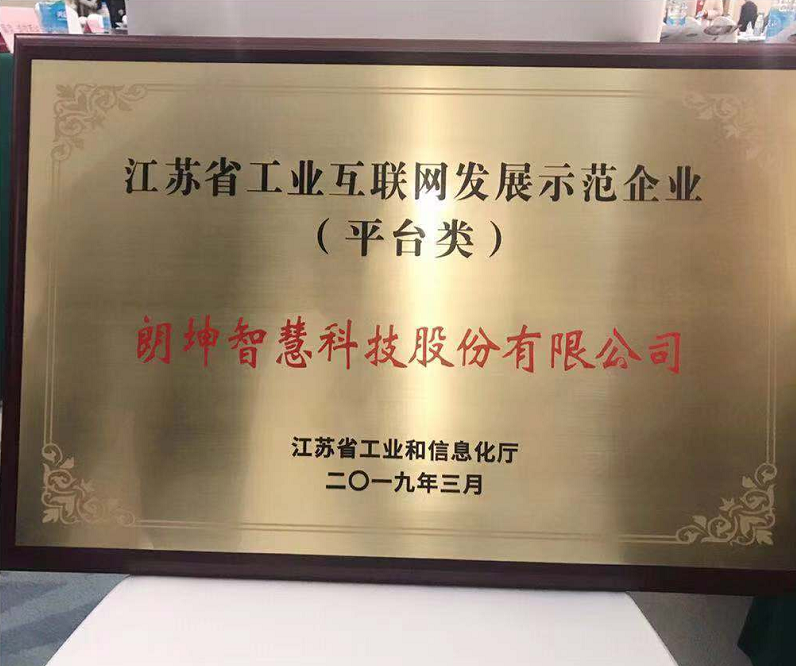 江苏省工业互联网发展示范企业
（平台类）
朗坤智慧科技股份有限公司
江苏省工业和信息化厅
二〇一九年三月